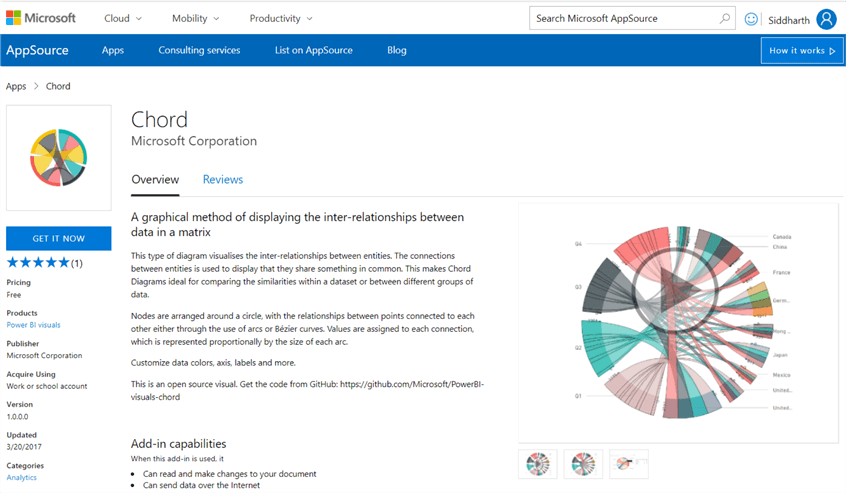 Microsoft Cloud Mobility Productivity Search Microsoft AppSource Siddharth
AppSource Apps Consulting services List on AppSource Blog How it works
Apps > Chord
Chord
Microsoft Corporation
Overview Reviews
GET IT NOW
(1)
Pricing
Free
Products
Power BI visuals
Publisher
Microsoft Corporation
Acquire Using
Work or school account
Version
1.0.0.0
Updated
3/20/2017
Categories
Analytics
A graphical method of displaying the inter-relationships between
data in a matrix
This type of diagram visualises the inter-relationships between entities. The connections
between entities is used to display that they share something in common. This makes Chord
Diagrams ideal for comparing the similarities within a dataset or between different groups of
data.
Nodes are arranged around a circle, with the relationships between points connected to
each other either through the use of arcs or Bézier curves. Values are assigned to each connection,
which is represented proportionally by the size of each arc.
Customize data colors, axis, labels and more.
This is an open source visual. Get the code from GitHub: https://github.com/Microsoft/PowerBI-
visuals-chord
Add-in capabilities
When this add-in is used, it
• Can read and make changes to your document
• Can send data over the Internet
Q4
Q3
Q2
Q1
Canada
China
France
Germ...
Hong ...
Japan
Mexico
United...
United...